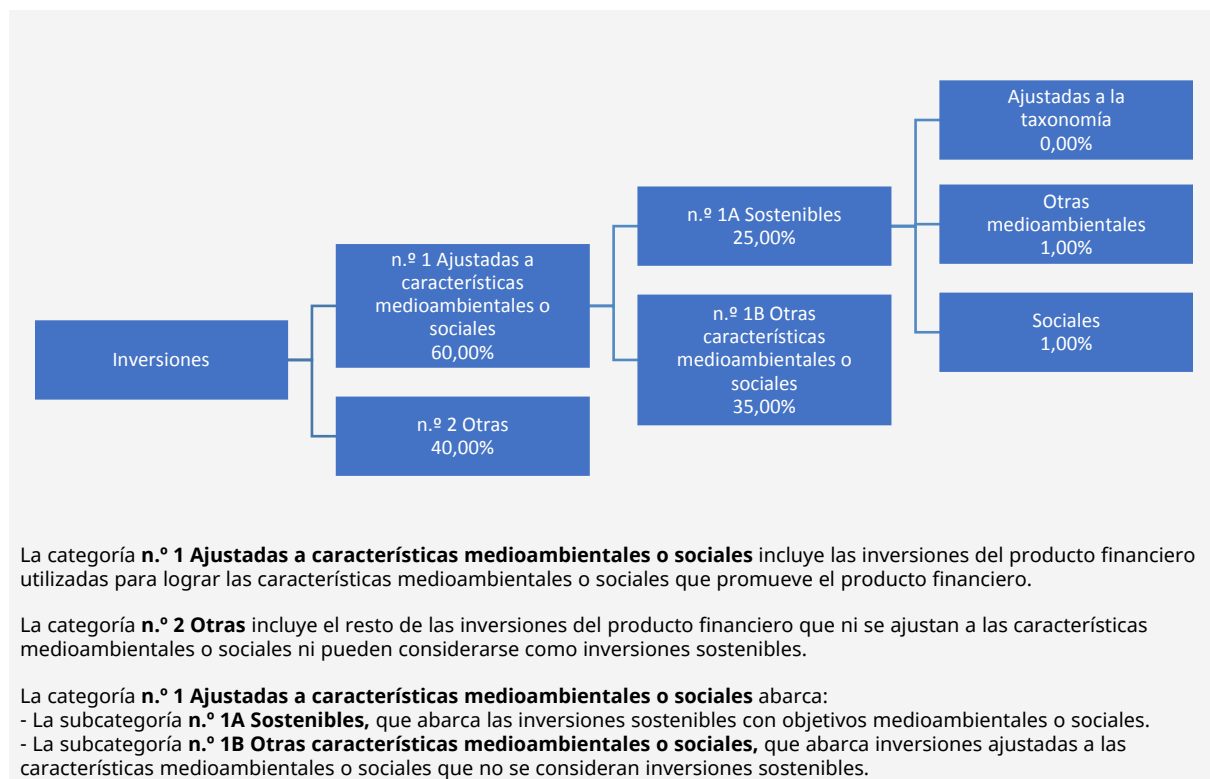 Inversiones
n.º 1 Ajustadas a
características
medioambientales o
sociales
60,00%
n.º 2 Otras
40,00%
n.º 1A Sostenibles
25,00%
n.º 1B Otras
características
medioambientales o
sociales
35,00%
Ajustadas a la
taxonomía
0,00%
Otras
medioambientales
1,00%
Sociales
1,00%
La categoría n.º 1 Ajustadas a características medioambientales o sociales incluye las inversiones del producto financiero
utilizadas para lograr las características medioambientales o sociales que promueve el producto financiero.
La categoría n.º 2 Otras incluye el resto de las inversiones del producto financiero que ni se ajustan a las características
medioambientales o sociales ni pueden considerarse como inversiones sostenibles.
La categoría n.º 1 Ajustadas a características medioambientales o sociales abarca:
- La subcategoría n.º 1A Sostenibles, que abarca las inversiones sostenibles con objetivos medioambientales o sociales.
- La subcategoría n.º 1B Otras características medioambientales o sociales, que abarca inversiones ajustadas a las
características medioambientales o sociales que no se consideran inversiones sostenibles.